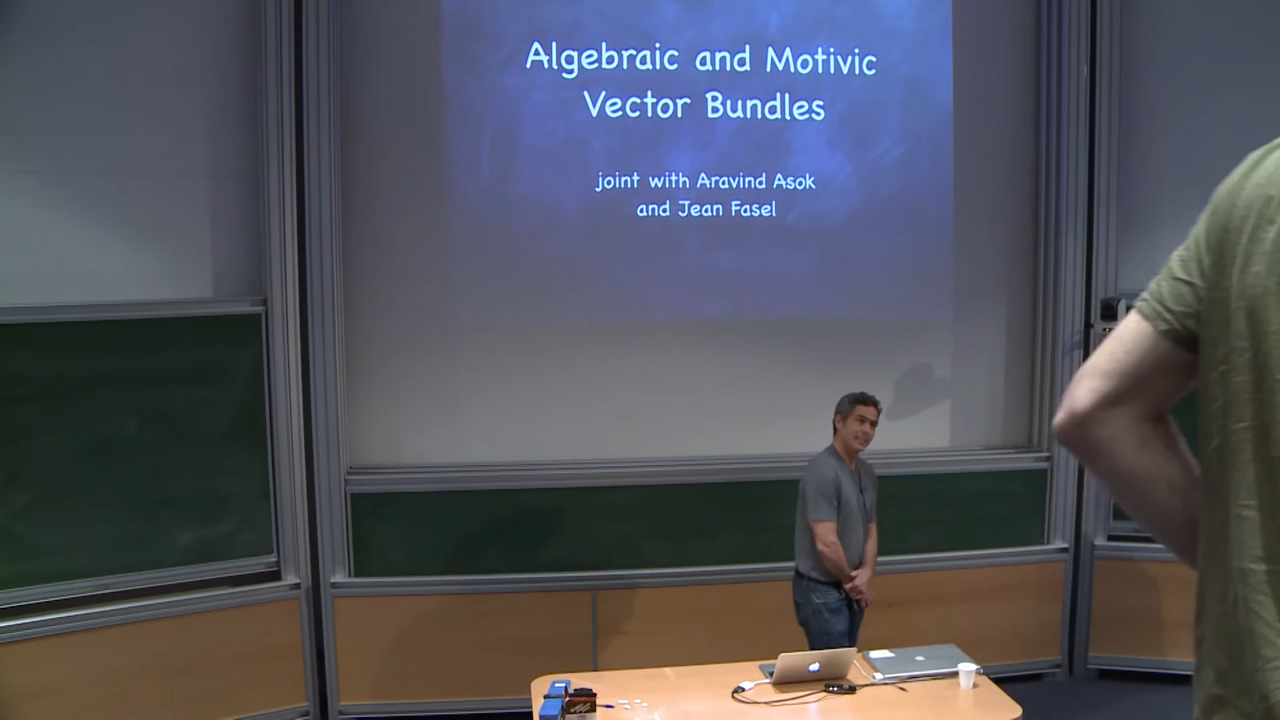 Algebraic and Motivic
Vector Bundles
joint with Aravind Asok
and Jean Fasel